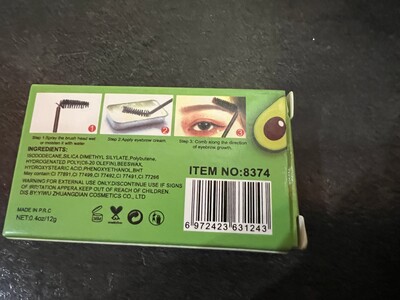 1
2
3
Step 1.Spray the brush head wet or moisten it with water
Step 2.Apply eyebrow cream.
Step 3. Comb along the direction of eyebrow growth.
INGREDIENTS:
ISODODECANE,SILICA DIMETHYL SILYLATE,Polybutene,
HYDROGENATED POLY(C6-20 OLEFIN) BEESWAX,
HYDROXYSTEARIC ACID,PHENOXYETHANOL,BHT
May contain CI 77891,CI 77499,CI 77492,CI 77491,CI 77266
WARNING:FOR EXTERNAL USE ONLY,DISCONTINUE USE IF SIGNS
OF IRRITATION APPERA.KEEP OUT OF REACH OF CHILDREN
DIS BY:YIWU ZHUANGDIAN COSMETICS CO., LTD
ITEM NO:8374
MADE IN P.R.C
NET:0.4oz/12g
6 972423 631243